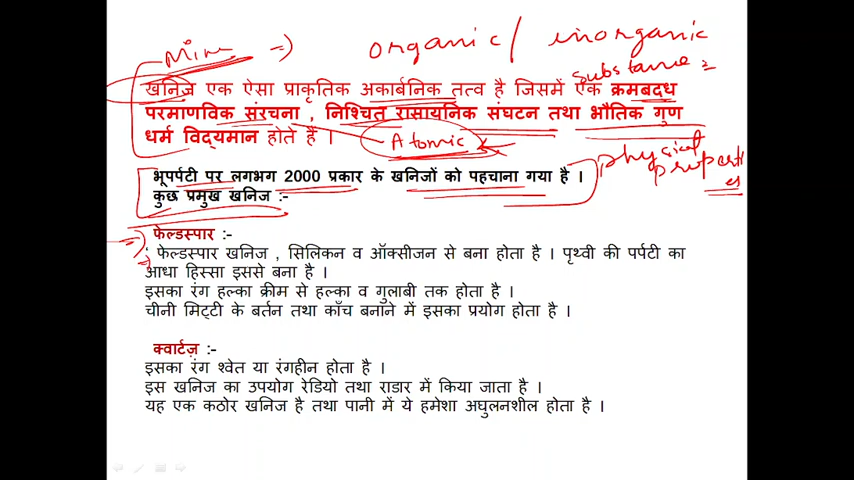 Min => organic / inorganic
substance =
खनिज एक ऐसा प्राकृतिक अकार्बनिक तत्व है जिसमें एक क्रमबद्ध
परमाणविक संरचना , निश्चित रासायनिक संघटन तथा भौतिक गुण
धर्म विद्यमान होते हैं ।
Atomic
physical
properties
भूपर्पटी पर लगभग 2000 प्रकार के खनिजों को पहचाना गया है ।
कुछ प्रमुख खनिज :-
फेल्डस्पार :-
फेल्डस्पार खनिज , सिलिकन व ऑक्सीजन से बना होता है । पृथ्वी की पर्पटी का
आधा हिस्सा इससे बना है ।
इसका रंग हल्का क्रीम से हल्का व गुलाबी तक होता है ।
चीनी मिट्टी के बर्तन तथा काँच बनाने में इसका प्रयोग होता है ।
क्वार्टज़ :-
इसका रंग श्वेत या रंगहीन होता है ।
इस खनिज का उपयोग रेडियो तथा राडार में किया जाता है ।
यह एक कठोर खनिज है तथा पानी में ये हमेशा अघुलनशील होता है ।